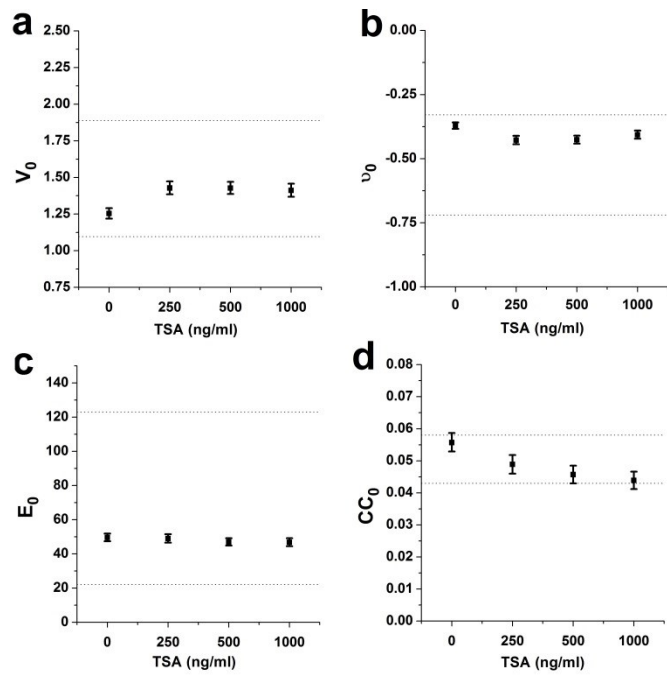 a
2.50
2.25
2.00
1.75
1.50
1.25
1.00
0.75
V0
0 250 500 1000
TSA (ng/ml)
b
0.00
-0.25
-0.50
-0.75
-1.00
υ0
0 250 500 1000
TSA (ng/ml)
c
140
120
100
80
60
40
20
0
E0
0 250 500 1000
TSA (ng/ml)
d
0.08
0.07
0.06
0.05
0.04
0.03
0.02
0.01
0.00
CC0
0 250 500 1000
TSA (ng/ml)